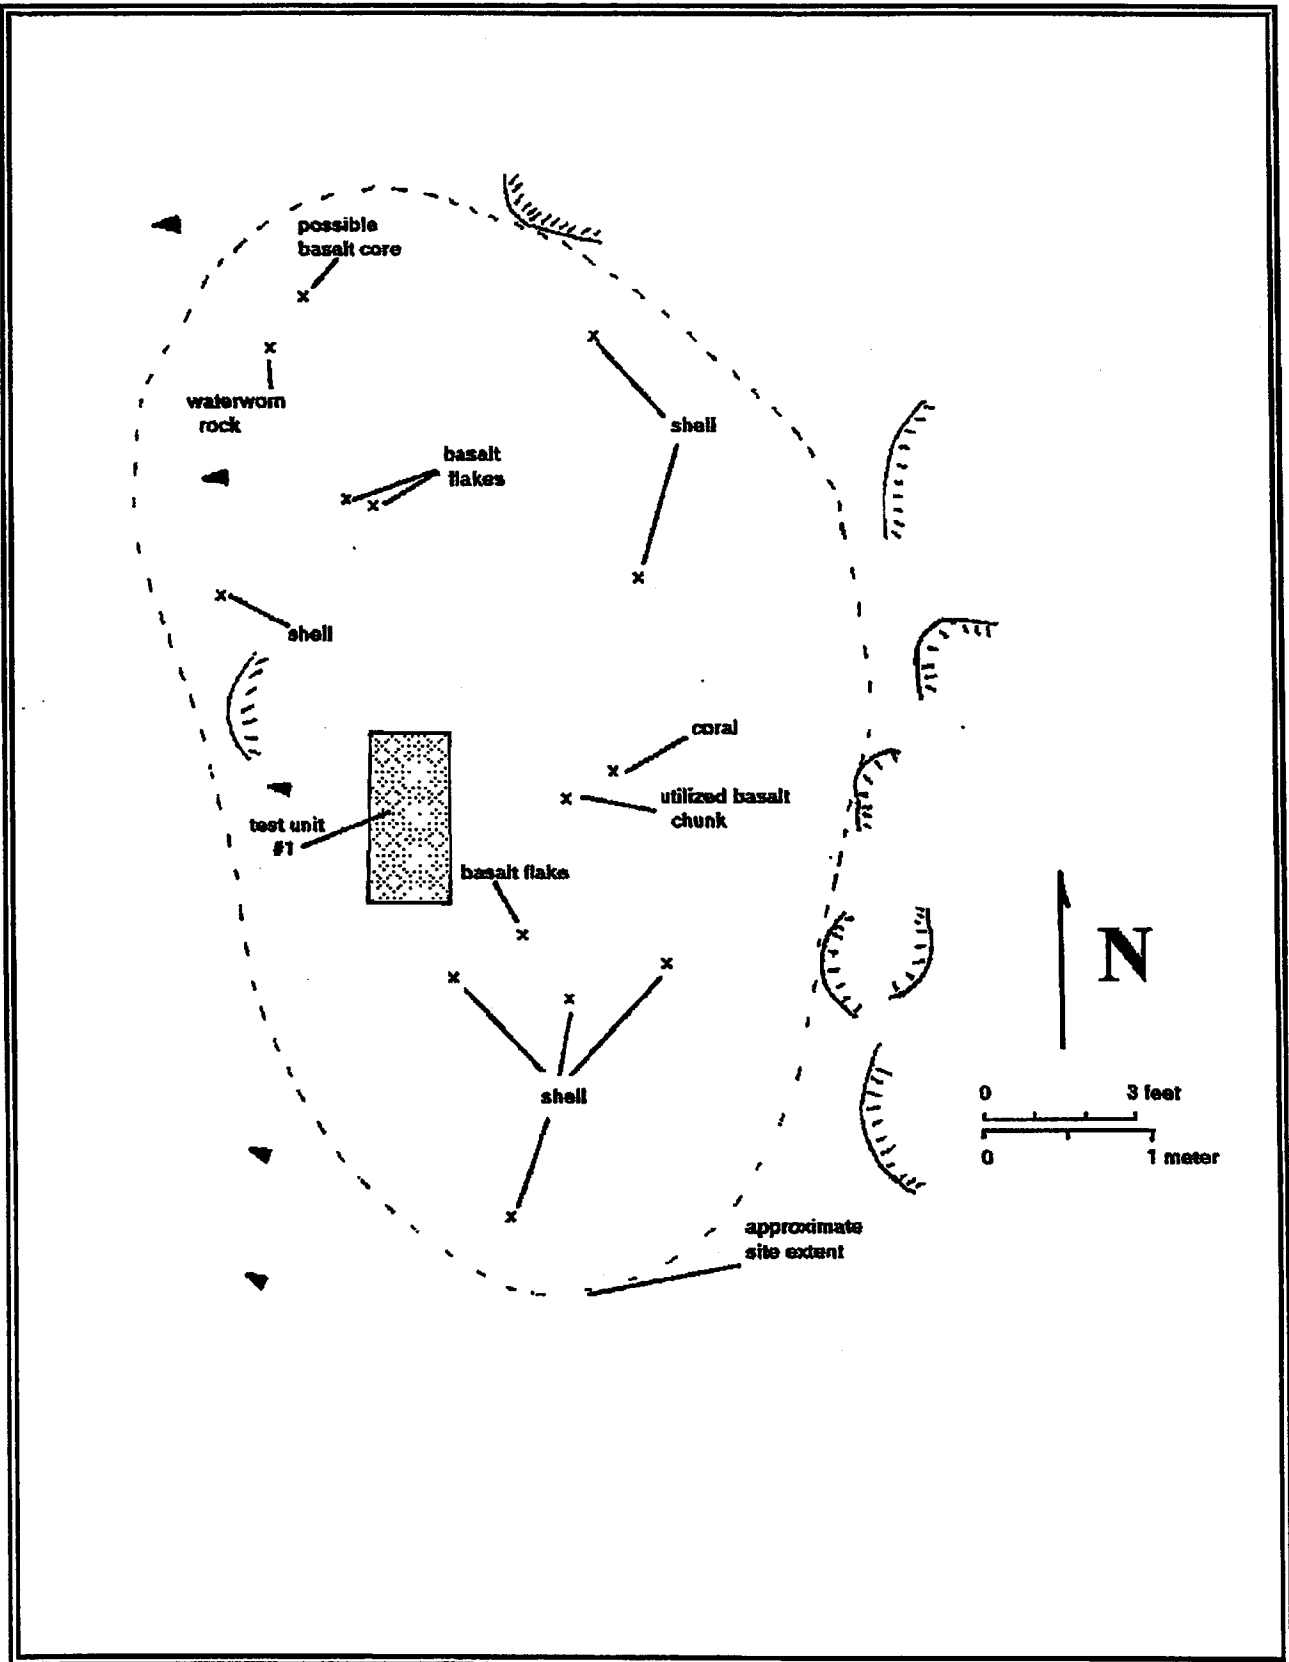 possible
basalt core
waterworn
rock
basalt
flakes
shell
shell
coral
utilized basalt
chunk
test unit
#1
basalt flake
N
shell
0 3 feet
0 1 meter
approximate
site extent